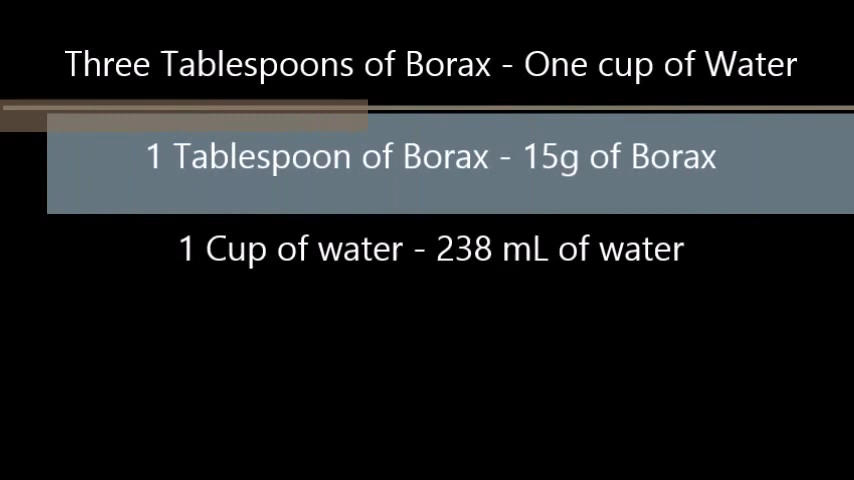 Three Tablespoons of Borax - One cup of Water
1 Tablespoon of Borax - 15g of Borax
1 Cup of water - 238 mL of water